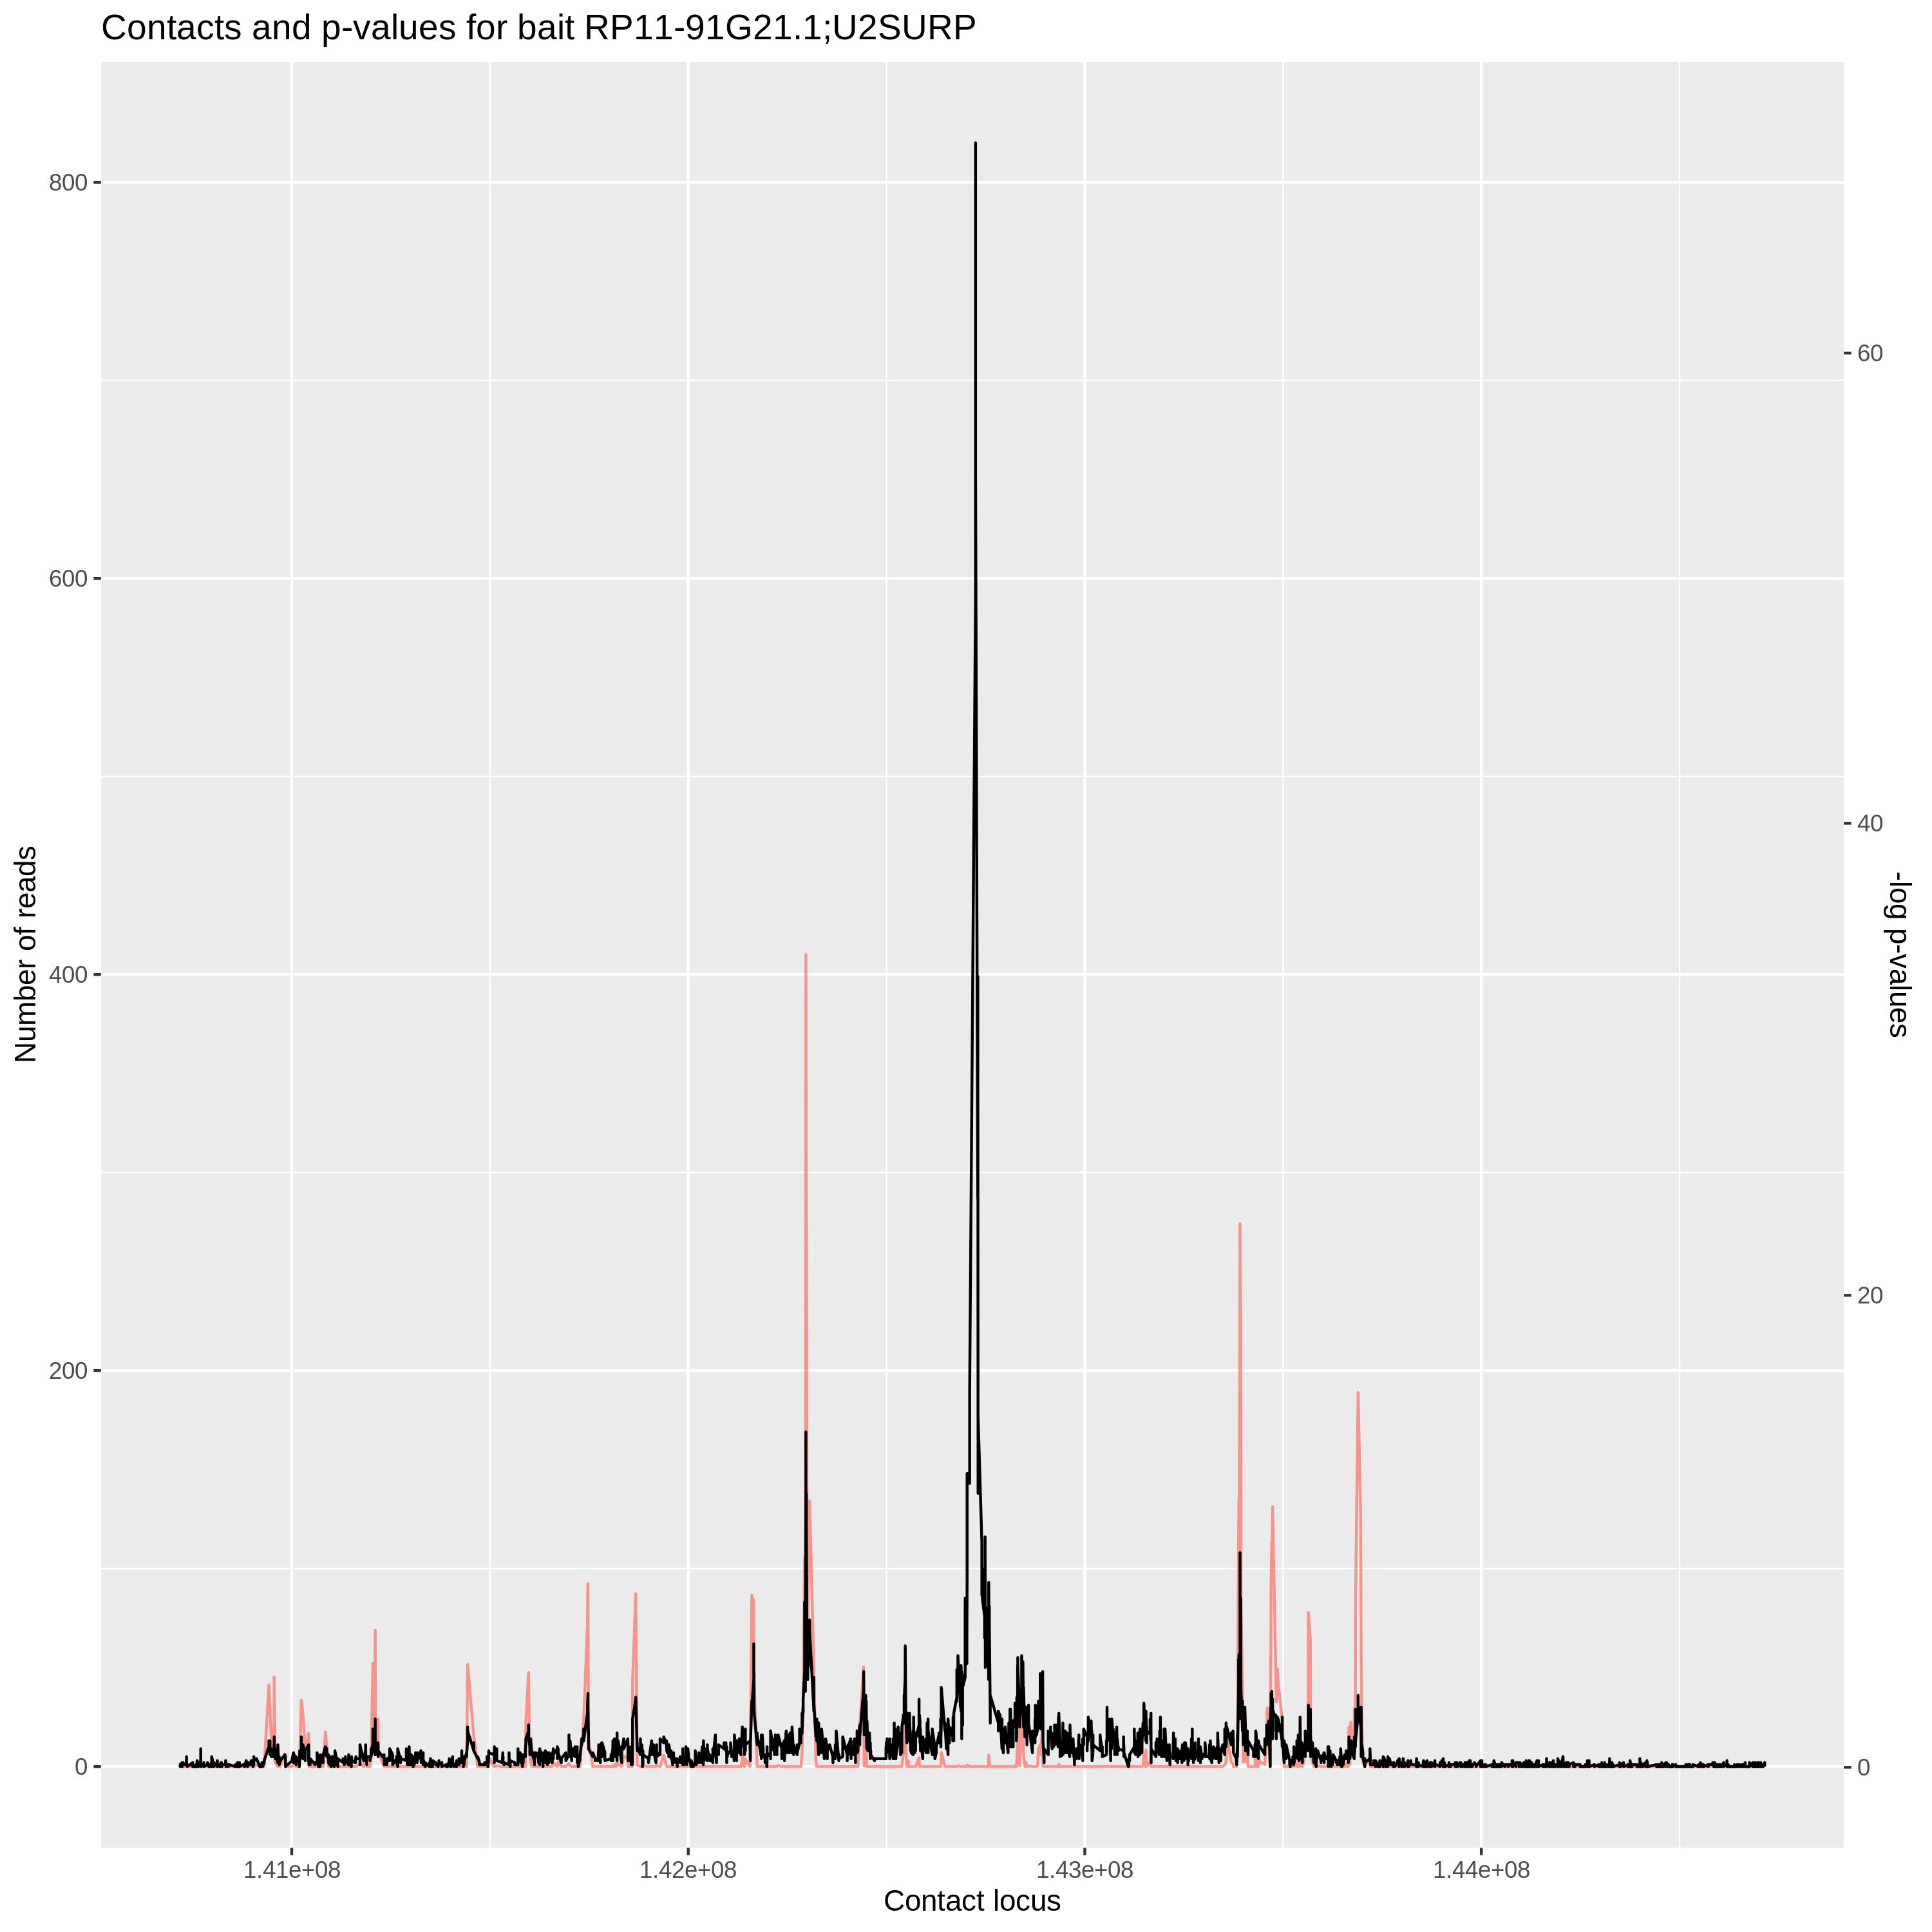 Contacts and p-values for bait RP11-91G21.1;U2SURP
800
600
400
200
0
Number of reads
60
40
20
0
-log p-values
1.41e+08 1.42e+08 1.43e+08 1.44e+08
Contact locus